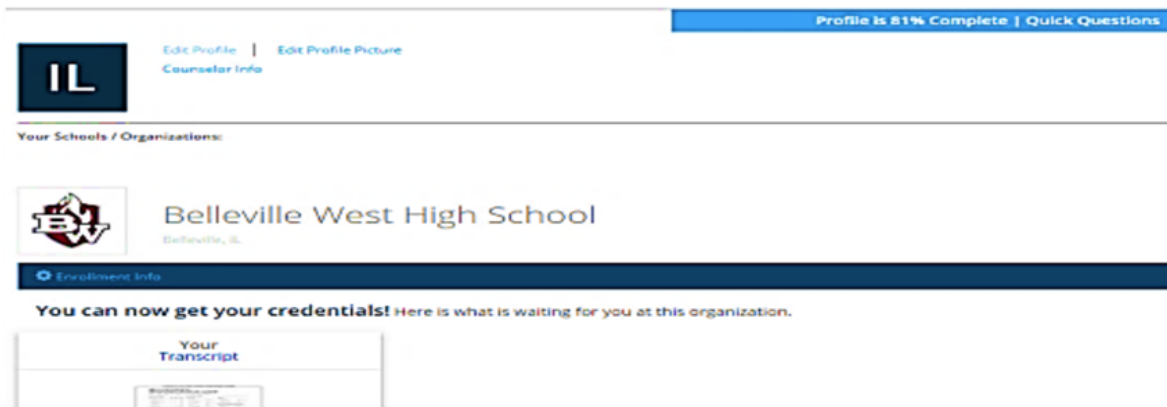 Profile is 81% Complete | Quick Questions
IL
Edit Profile | Edit Profile Picture
Counselor Info
Your Schools / Organizations:
BW
Belleville West High School
Belleville, IL
Enrollment Info
You can now get your credentials! Here is what is waiting for you at this organization.
Your
Transcript